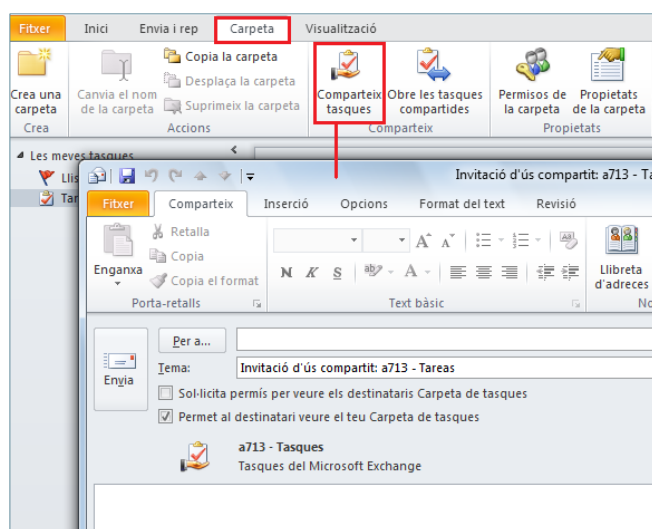 Fitxer Inici Envia i rep Carpeta Visualització
Crea una carpeta
Canvia el nom de la carpeta
Copia la carpeta
Desplaça la carpeta
Suprimeix la carpeta
Comparteix tasques
Obre les tasques compartides
Permisos de la carpeta
Propietats de la carpeta
Crea Accions Comparteix Propietats
Les meves tasques
Invitació d'ús compartit: a713 - Ta
Fitxer Comparteix Inserció Opcions Format del text Revisió
Enganxa
Retalla
Copia
Copia el format
N K S
Llibreta d'adreces
Porta-retalls Text bàsic No
Per a...
Envia
Tema: Invitació d'ús compartit: a713 - Tareas
Sol·licita permís per veure els destinataris Carpeta de tasques
Permet al destinatari veure el teu Carpeta de tasques
a713 - Tasques
Tasques del Microsoft Exchange